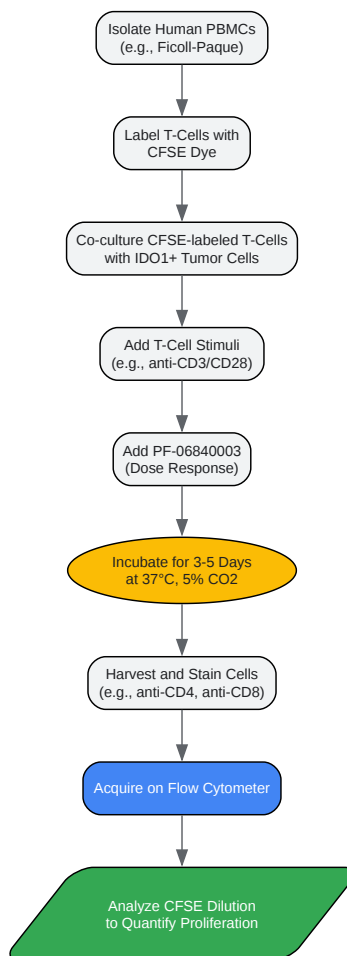 Isolate Human PBMCs
(e.g., Ficoll-Paque)
Label T-Cells with
CFSE Dye
Co-culture CFSE-labeled T-Cells
with IDO1+ Tumor Cells
Add T-Cell Stimuli
(e.g., anti-CD3/CD28)
Add PF-06840003
(Dose Response)
Incubate for 3-5 Days
at 37°C, 5% CO2
Harvest and Stain Cells
(e.g., anti-CD4, anti-CD8)
Acquire on Flow Cytometer
Analyze CFSE Dilution
to Quantify Proliferation